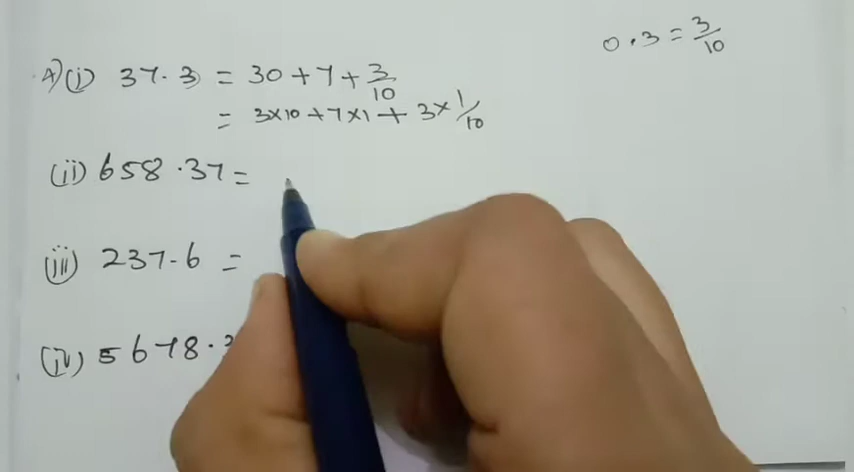 0.3 = 3/10
A) (i) 37.3 = 30 + 7 + 3/10
= 3×10 + 7×1 + 3×1/10
(ii) 658.37 =
(iii) 237.6 =
(iv) 5678.